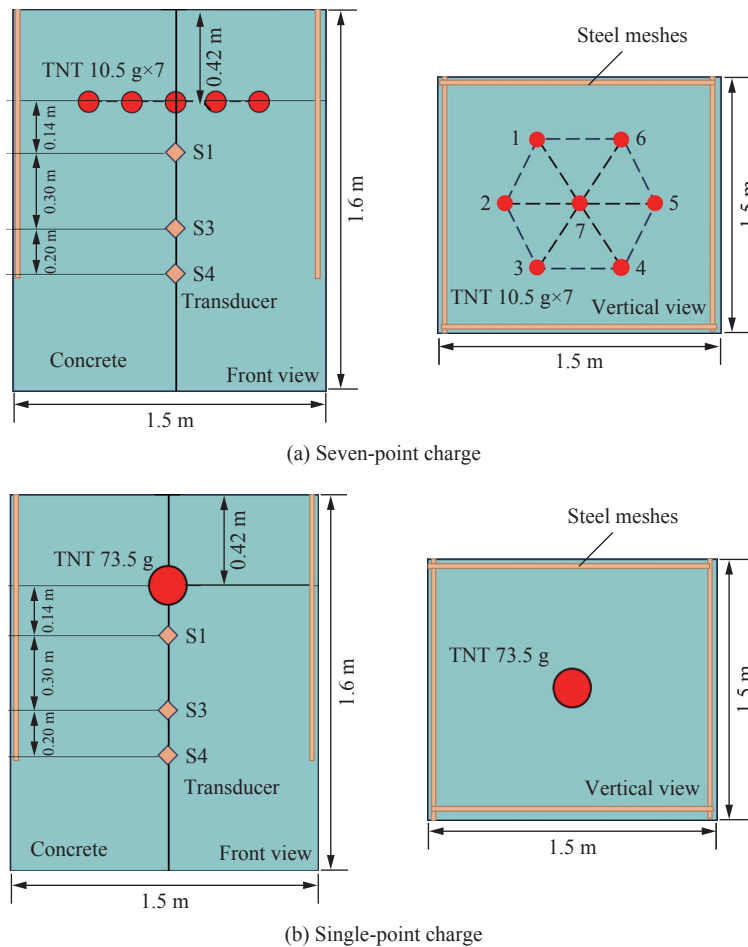 0.42 m
TNT 10.5 g×7
0.14 m
S1
0.30 m
S3
0.20 m
S4
Transducer
Concrete
Front view
1.6 m
1.5 m
Steel meshes
1
6
2
5
7
3
4
TNT 10.5 g×7
Vertical view
1.5 m
1.5 m
(a) Seven-point charge
0.42 m
TNT 73.5 g
0.14 m
S1
0.30 m
S3
0.20 m
S4
Transducer
Concrete
Front view
1.6 m
1.5 m
Steel meshes
TNT 73.5 g
Vertical view
1.5 m
1.5 m
(b) Single-point charge